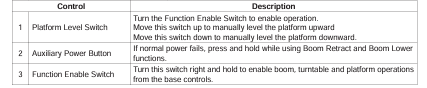 Control Description
1 Platform Level Switch Turn the Function Enable Switch to enable operation.
Move this switch up to manually level the platform upward
Move this switch down to manually level the platform downward.
2 Auxiliary Power Button If normal power fails, press and hold while using Boom Retract and Boom Lower
functions.
3 Function Enable Switch Turn this switch right and hold to enable boom, turntable and platform operations
from the base controls.